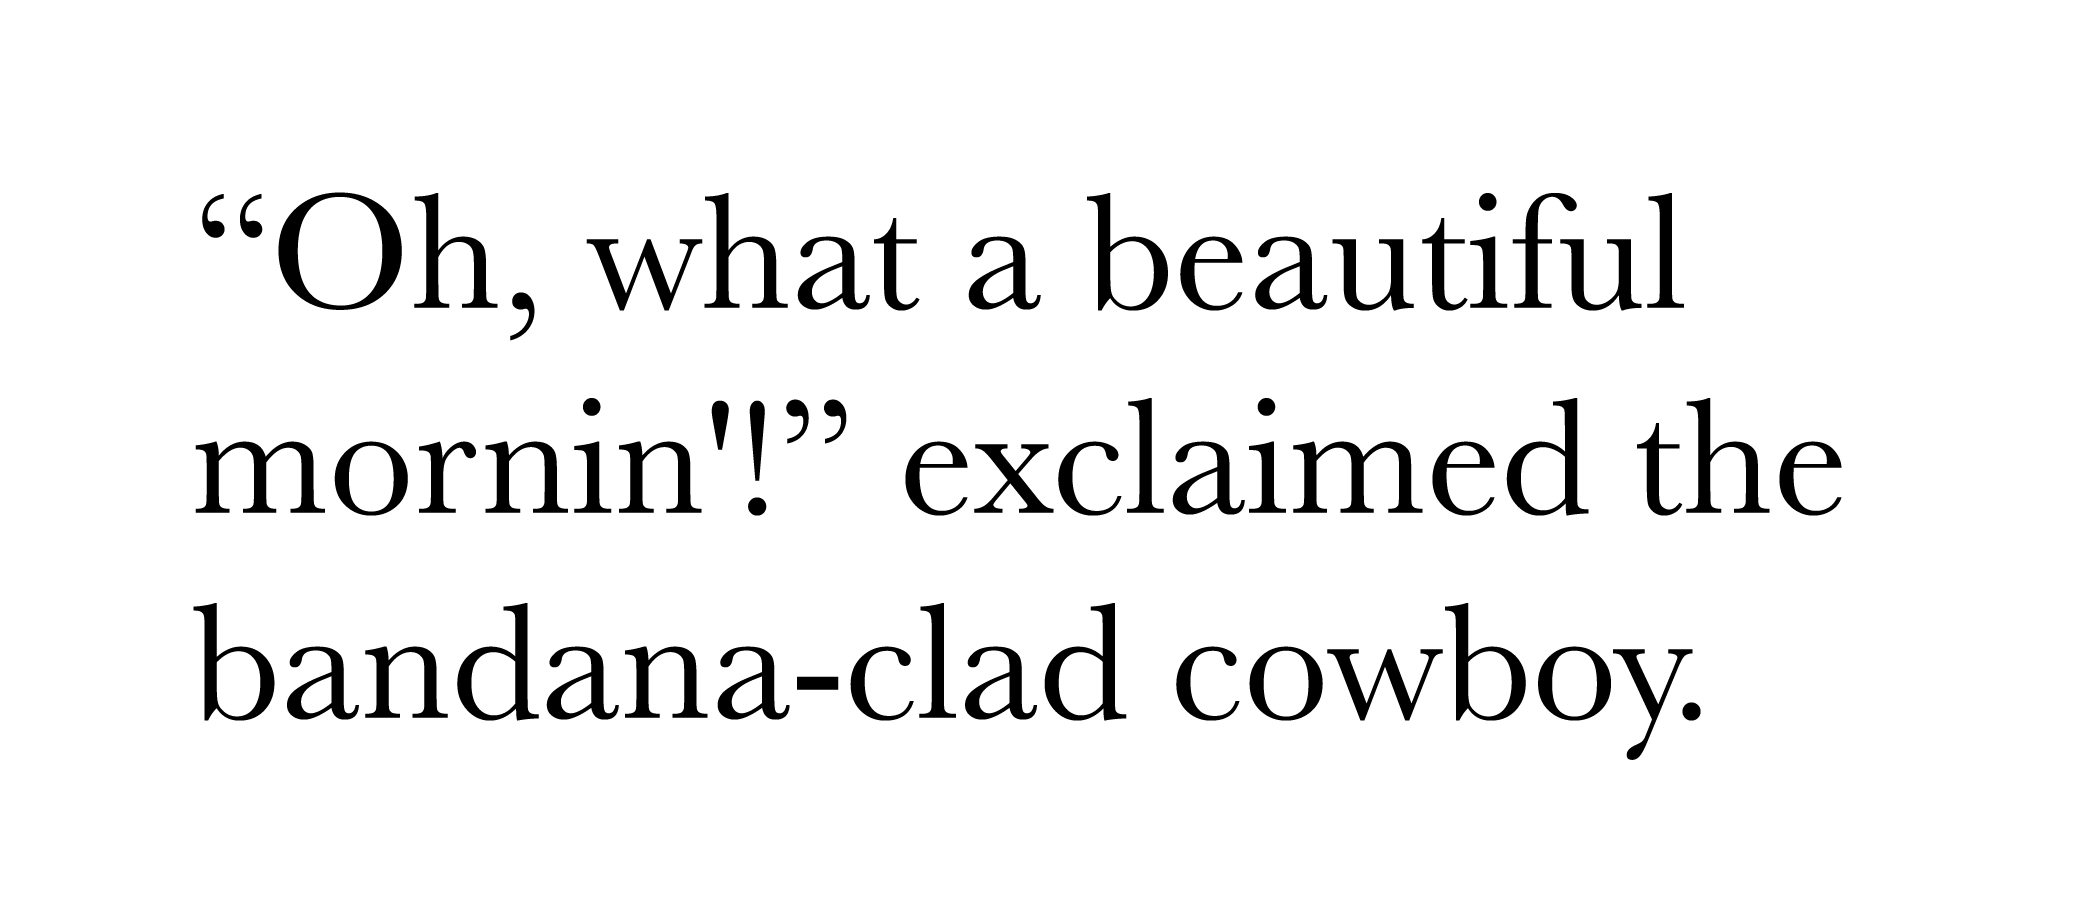 “Oh, what a beautiful
mornin'!” exclaimed the
bandana-clad cowboy.